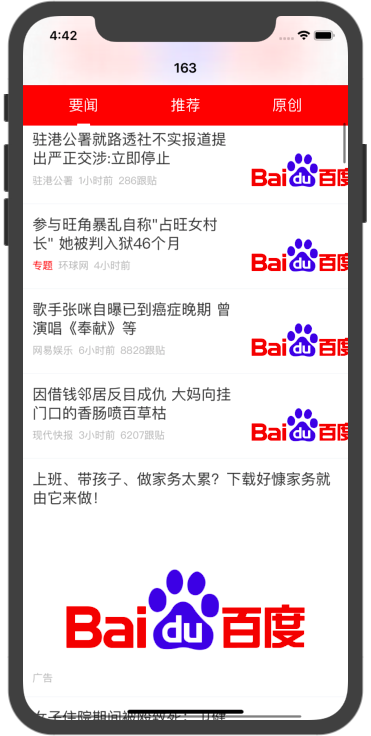 4:42
163
要闻 推荐 原创
驻港公署就路透社不实报道提
出严正交涉:立即停止
驻港公署 1小时前 286跟贴
Bai du 百度
参与旺角暴乱自称"占旺女村
长" 她被判入狱46个月
专题 环球网 4小时前
Bai du 百度
歌手张咪自曝已到癌症晚期 曾
演唱《奉献》等
网易娱乐 6小时前 8828跟贴
Bai du 百度
因借钱邻居反目成仇 大妈向挂
门口的香肠喷百草枯
现代快报 3小时前 6207跟贴
Bai du 百度
上班、带孩子、做家务太累？下载好慷家务就
由它来做！
Bai du 百度
广告
女子住院期间被